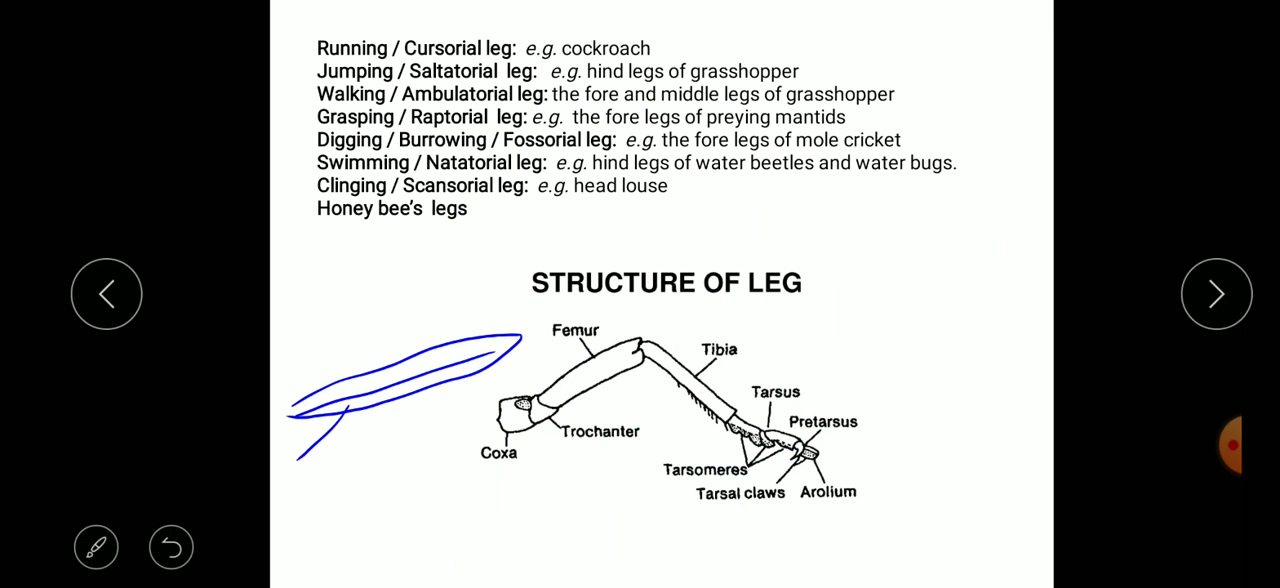 Running / Cursorial leg: e.g. cockroach
Jumping / Saltatorial leg: e.g. hind legs of grasshopper
Walking / Ambulatorial leg: the fore and middle legs of grasshopper
Grasping / Raptorial leg: e.g. the fore legs of preying mantids
Digging / Burrowing / Fossorial leg: e.g. the fore legs of mole cricket
Swimming / Natatorial leg: e.g. hind legs of water beetles and water bugs.
Clinging / Scansorial leg: e.g. head louse
Honey bee's legs
STRUCTURE OF LEG
Femur
Tibia
Tarsus
Pretarsus
Trochanter
Coxa
Tarsomeres
Tarsal claws
Arolium